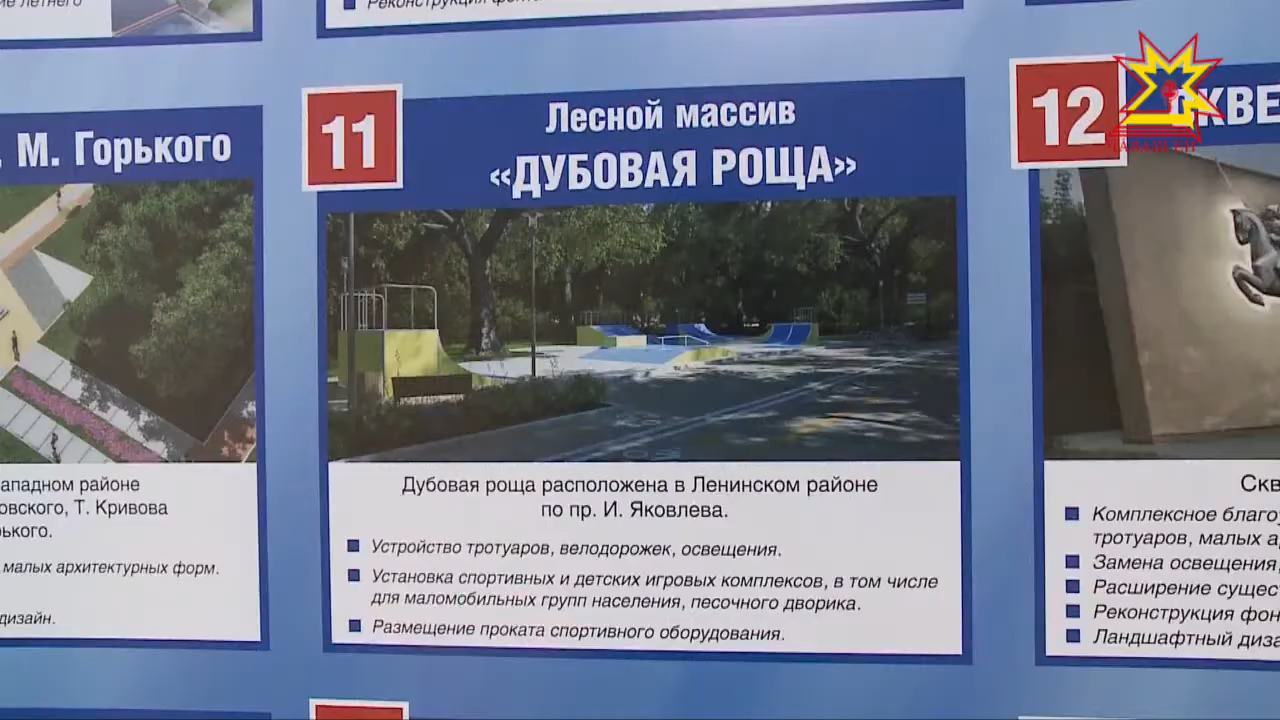 Реконструкция
11
Лесной массив
«ДУБОВАЯ РОЩА»
Дубовая роща расположена в Ленинском районе
по пр. И. Яковлева.
Устройство тротуаров, велодорожек, освещения.
Установка спортивных и детских игровых комплексов, в том числе
для маломобильных групп населения, песочного дворика.
Размещение проката спортивного оборудования.
М. Горького
ападном районе
овского, Т. Кривова
рького.
малых архитектурных форм.
дизайн.
12
КВЕ
Скв
Комплексное благоу
тротуаров, малых а
Замена освещения,
Расширение сущест
Реконструкция фон
Ландшафтный диза